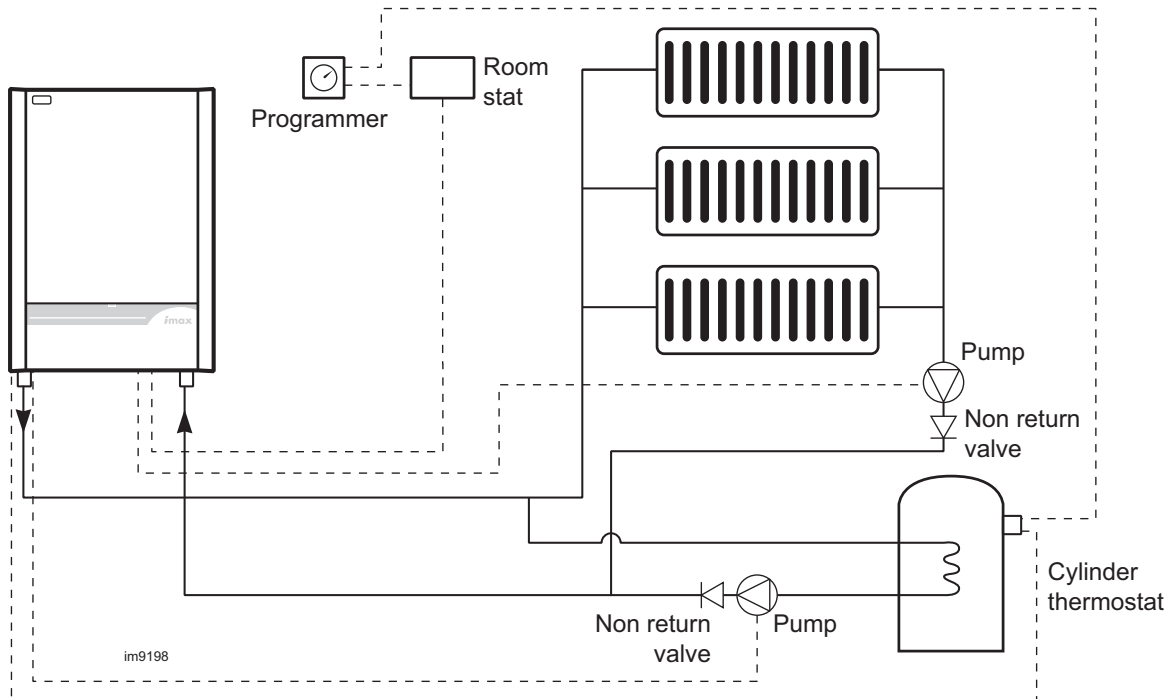 Room
stat
Programmer
imax
Pump
Non return
valve
Cylinder
thermostat
Non return
valve
Pump
im9198